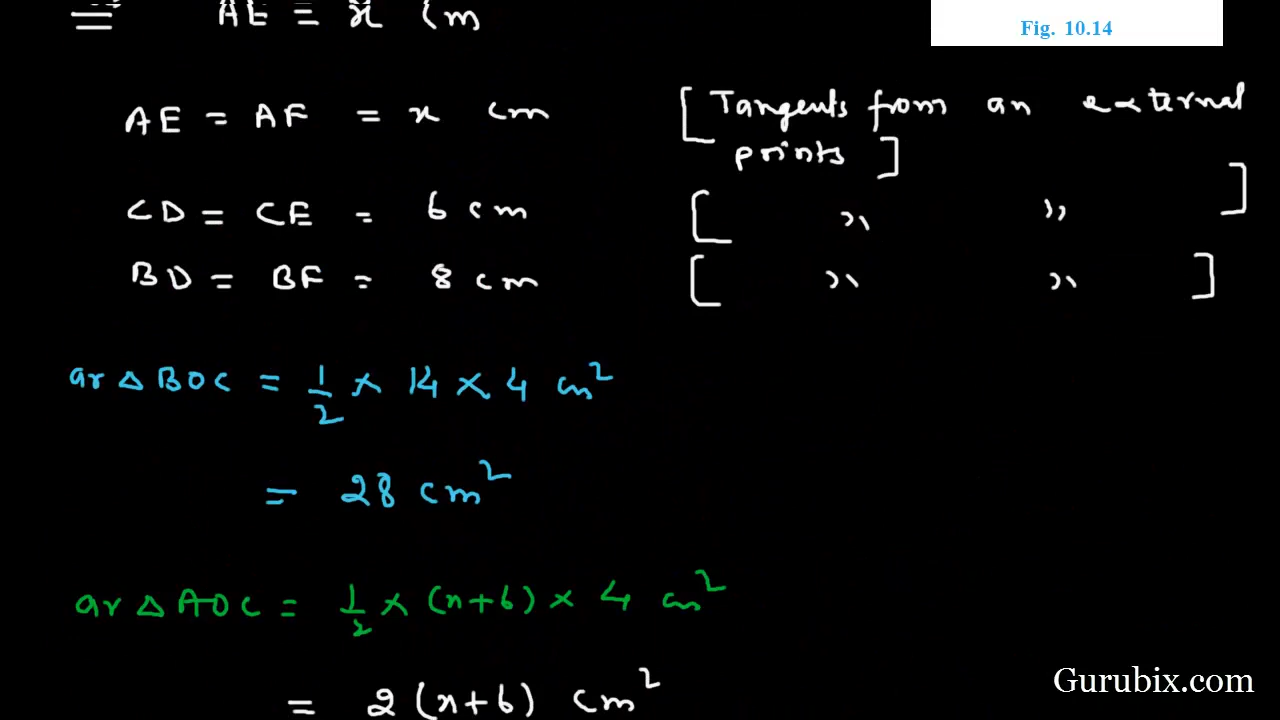 ⇒ AE = x cm
Fig. 10.14
AE = AF = x cm [Tangents from an external
points]
CD = CE = 6 cm [ ,, ,, ]
BD = BF = 8 cm [ ,, ,, ]
ar △ BOC = 1/2 × 14 × 4 cm²
= 28 cm²
ar △ AOC = 1/2 × (x+6) × 4 cm²
= 2 (x+6) cm²
Gurubix.com